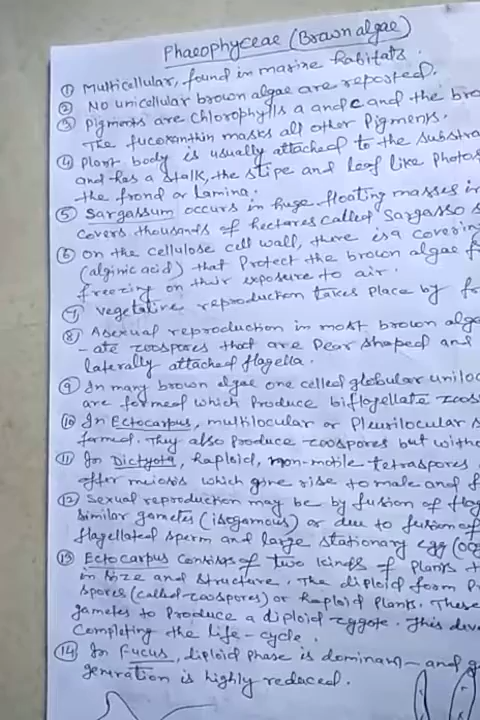 Phaeophyceae (Brown algae)
① Multicellular, found in marine habitats.
② No unicellular brown algae are reported.
③ Pigments are chlorophylls a and c and the bro
The fucoxanthin masks all other Pigments.
④ Plant body is usually attached to the substra
and has a stalk, the stipe and leaf like Photos
the frond or lamina.
⑤ Sargassum occurs in huge floating masses in
covers thousands of hectares called Sargasso s
⑥ On the cellulose cell wall, there is a covering
(alginic acid) that Protect the brown algae f
freezing on their exposure to air.
⑦ Vegetative reproduction takes place by fr
⑧ Asexual reproduction in most brown alga
-ate zoospores that are Pear shaped and
laterally attached flagella.
⑨ In many brown algae one celled globular uniloc
are formed which produce biflagellate zoos
⑩ In Ectocarpus, multilocular or Pleurilocular s
formed. They also produce zoospores but witho
⑪ In Dictyota, haploid, non-motile tetraspores
after meiosis which give rise to male and f
⑫ Sexual reproduction may be by fusion of flag
similar gametes (isogamous) or due to fusion of
flagellated sperm and large stationary egg (oo
⑬ Ectocarpus consists of two kinds of Plants t
in size and structure. The diploid form P
spores (called zoospores) or haploid Plants. These
gametes to produce a diploid zygote. This deve
Completing the life-cycle.
⑭ In Fucus, diploid phase is dominant and g
generation is highly reduced.